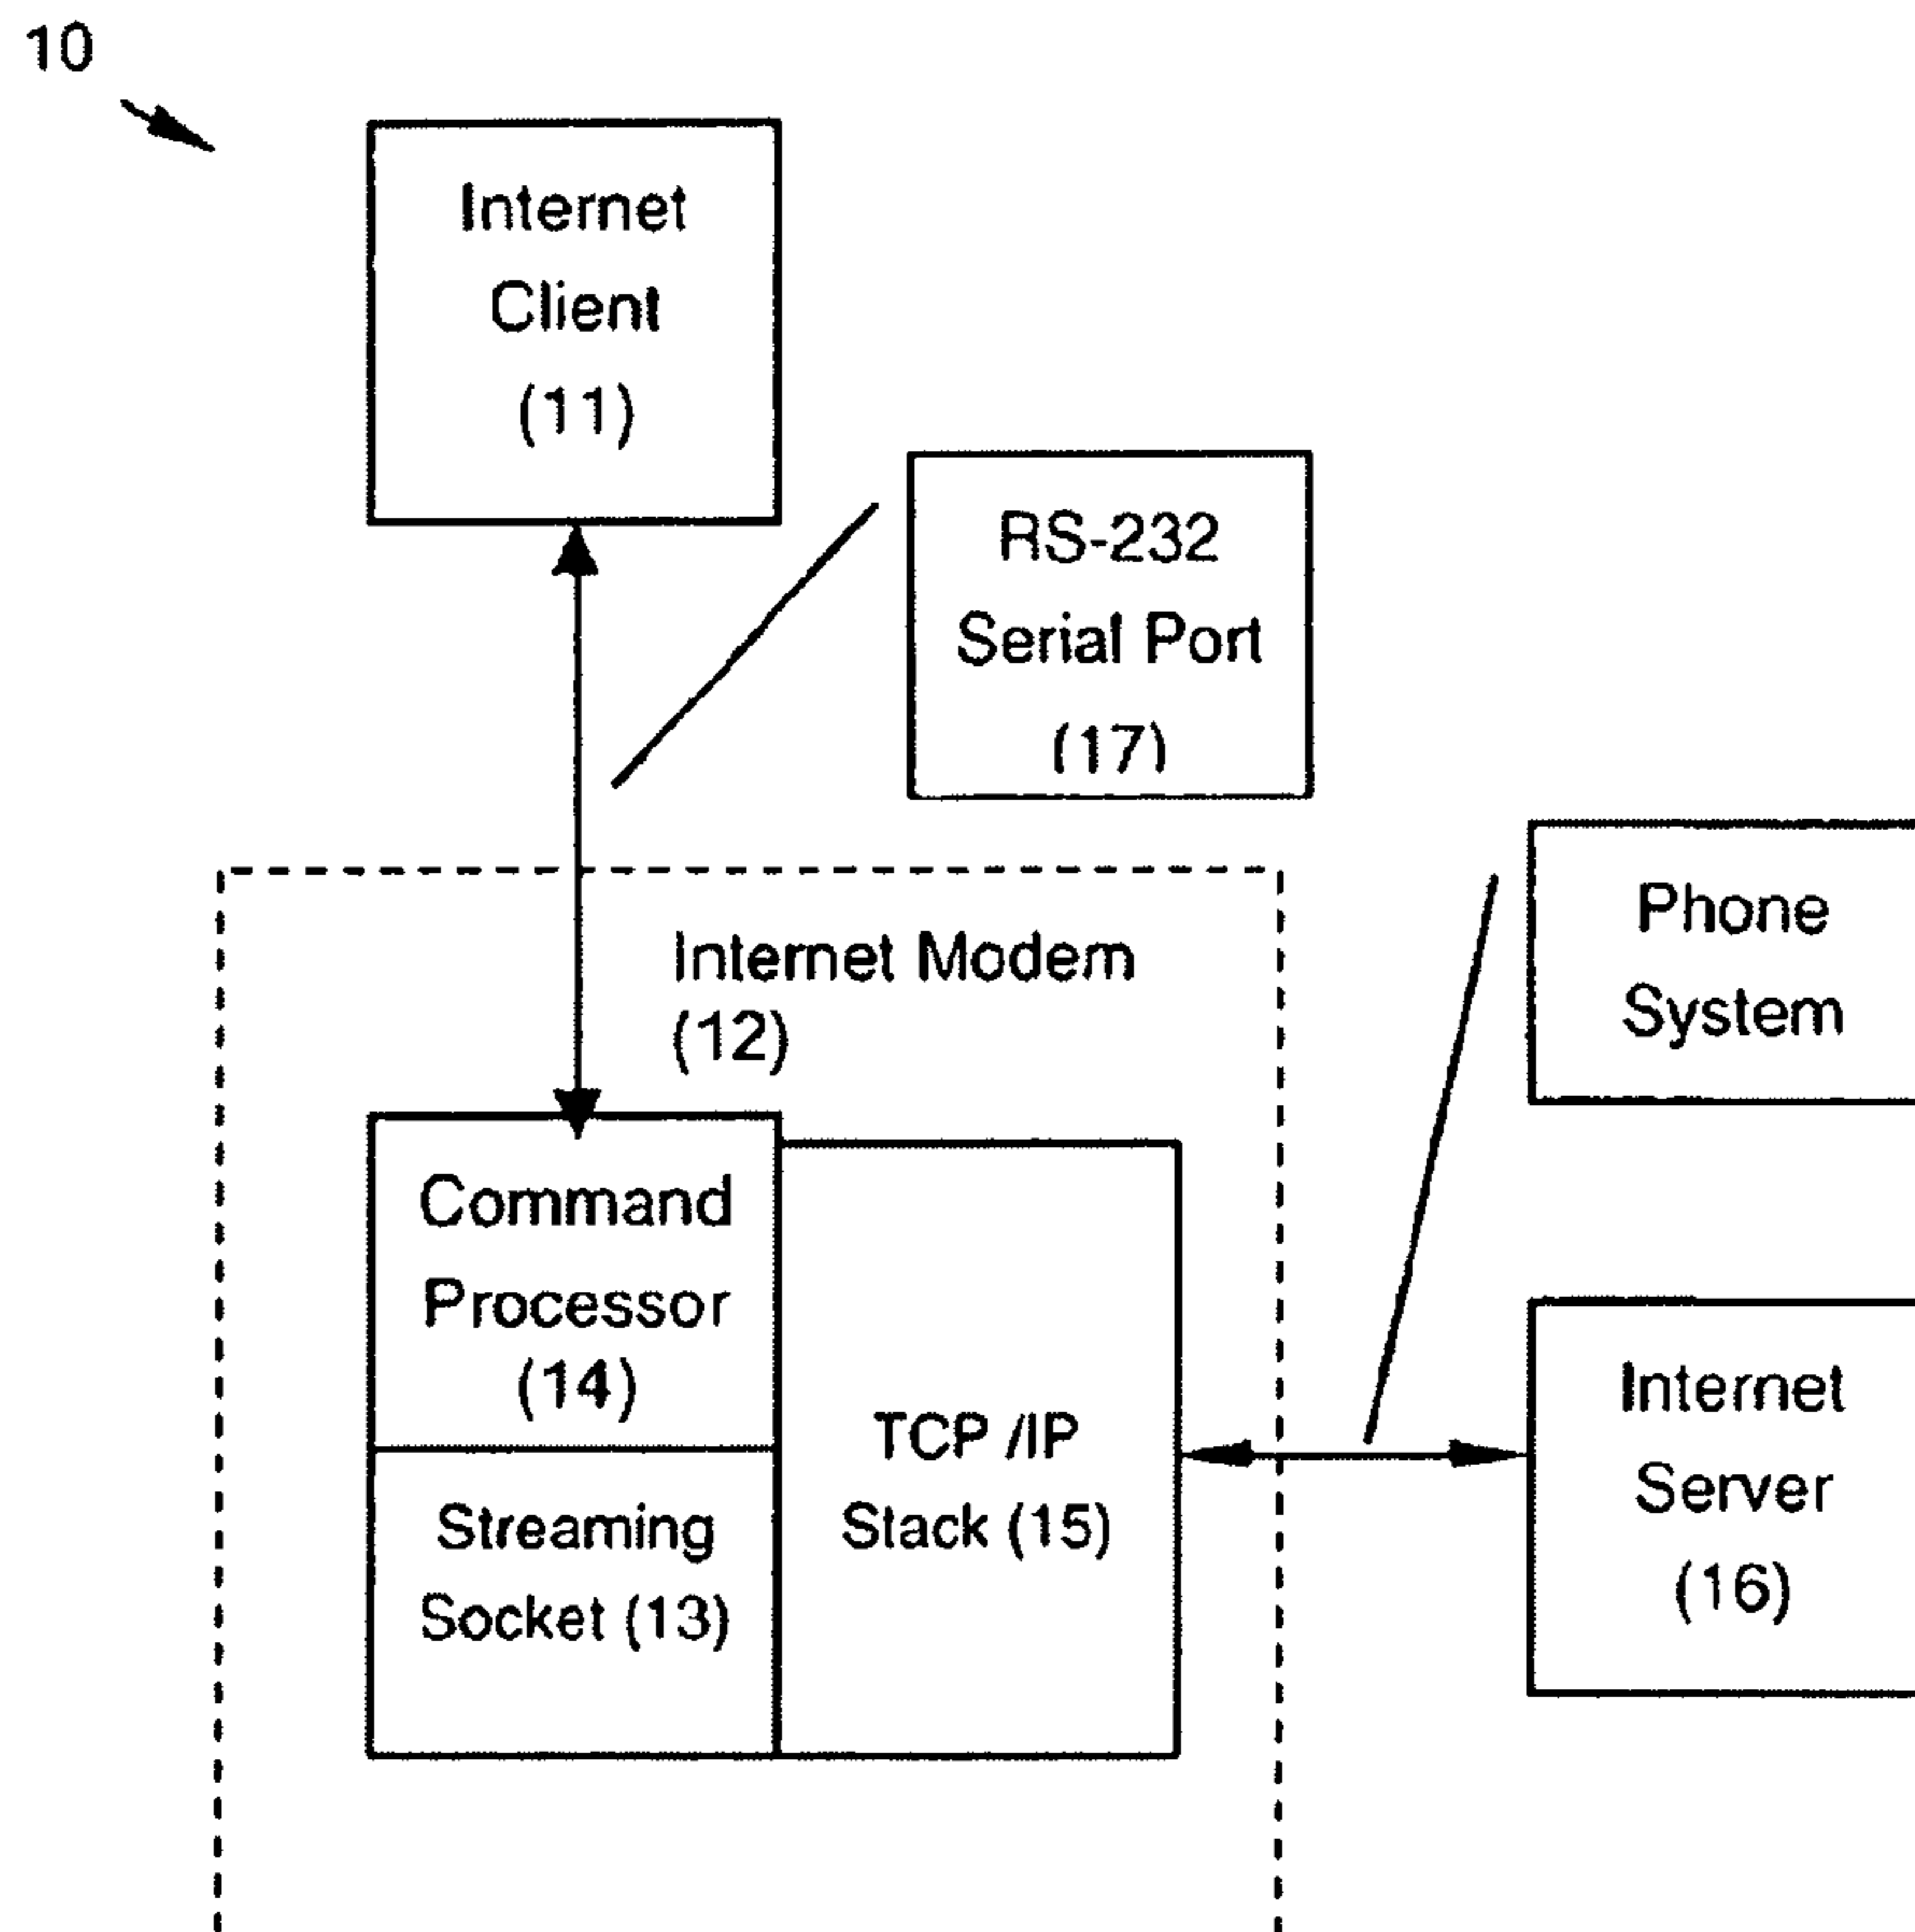 10
Internet
Client
(11)
RS-232
Serial Port
(17)
Internet Modem
(12)
Phone
System
Command
Processor
(14)
TCP /IP
Stack (15)
Streaming
Socket (13)
Internet
Server
(16)